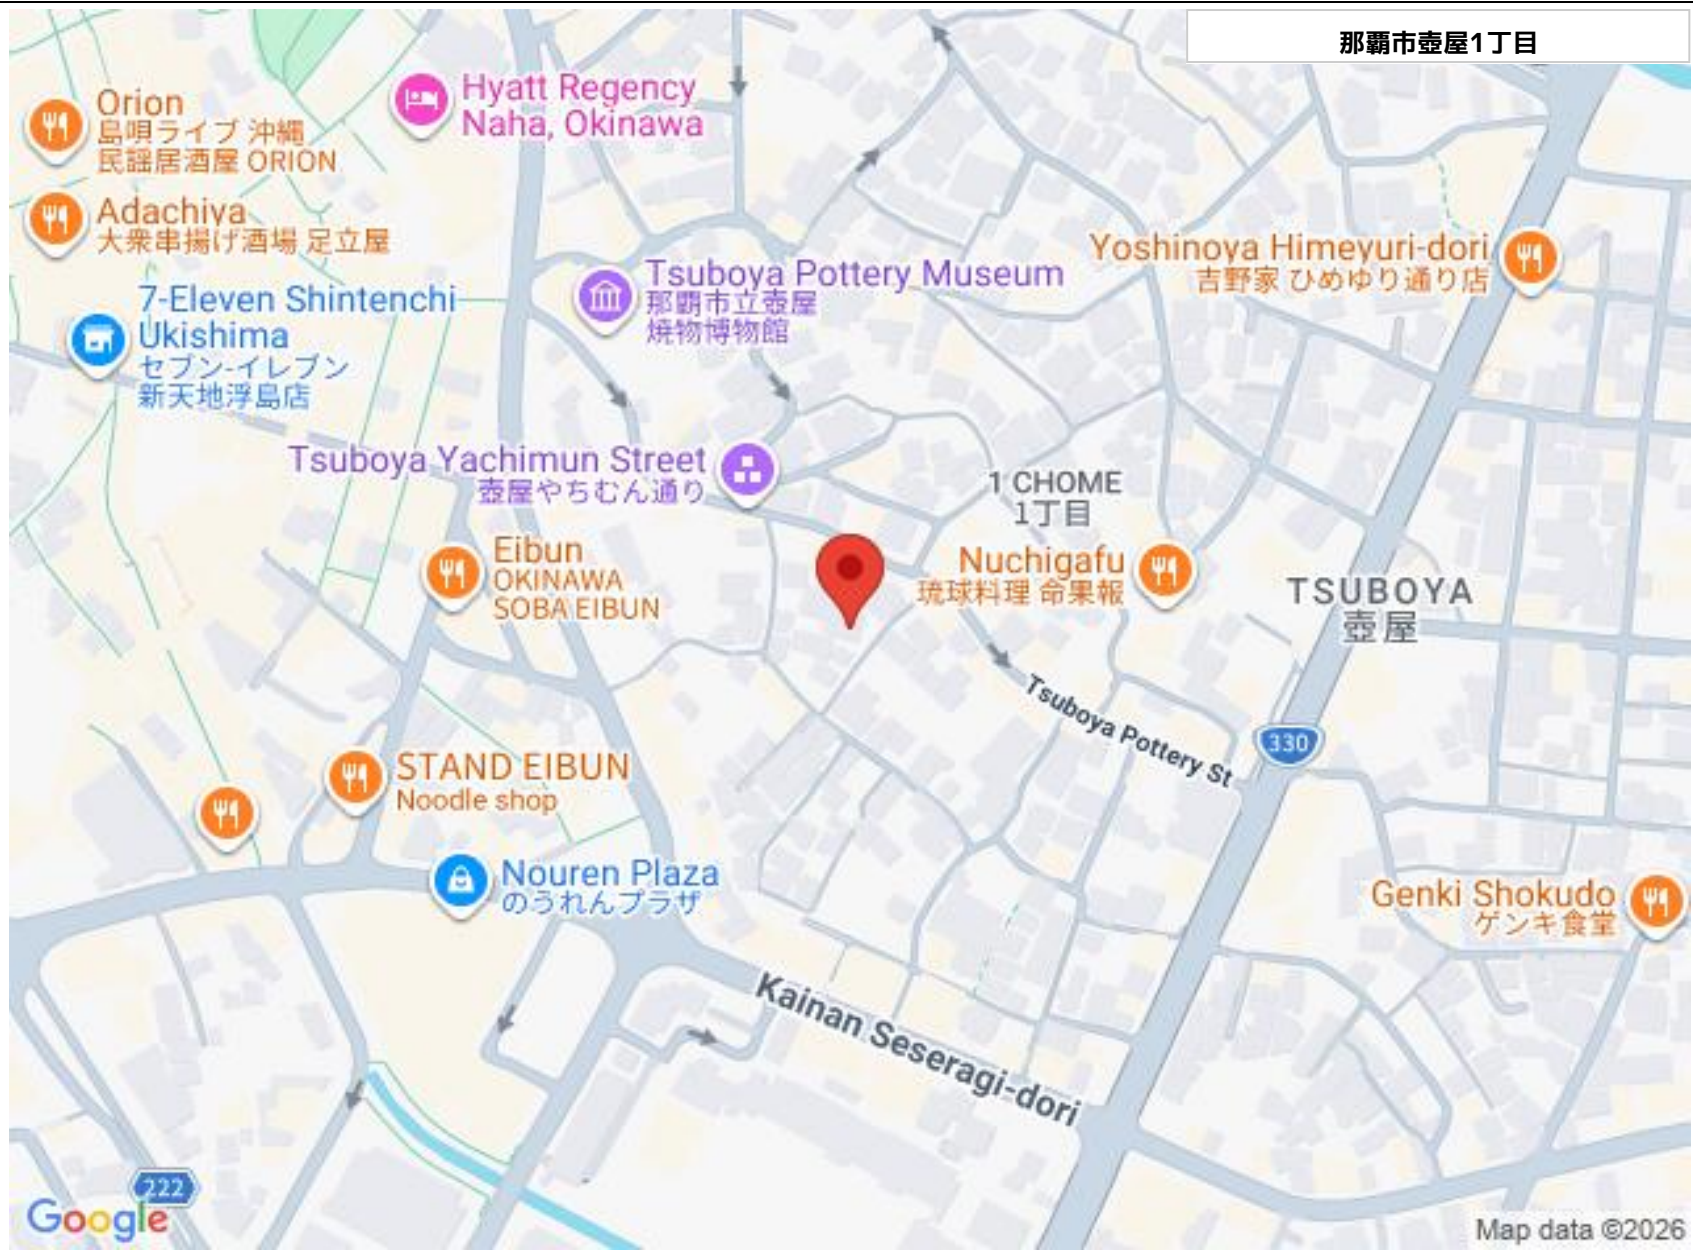 那覇市壺屋1丁目
Hyatt Regency
Naha, Okinawa
Orion
島唄ライブ 沖縄
民謡居酒屋 ORION
Adachiya
大衆串揚げ酒場 足立屋
Yoshinoya Himeyuri-dori
吉野家 ひめゆり通り店
Tsuboya Pottery Museum
那覇市立壺屋
焼物博物館
7-Eleven Shintenchi
Ukishima
セブン-イレブン
新天地浮島店
Tsuboya Yachimun Street
壺屋やちむん通り
1 CHOME
1丁目
Eibun
OKINAWA
SOBA EIBUN
Nuchigafu
琉球料理 命果報
TSUBOYA
壺屋
Tsuboya Pottery St
330
STAND EIBUN
Noodle shop
Nouren Plaza
のうれんプラザ
Genki Shokudo
ゲンキ食堂
Kainan Seseragi-dori
222
Google
Map data ©2026